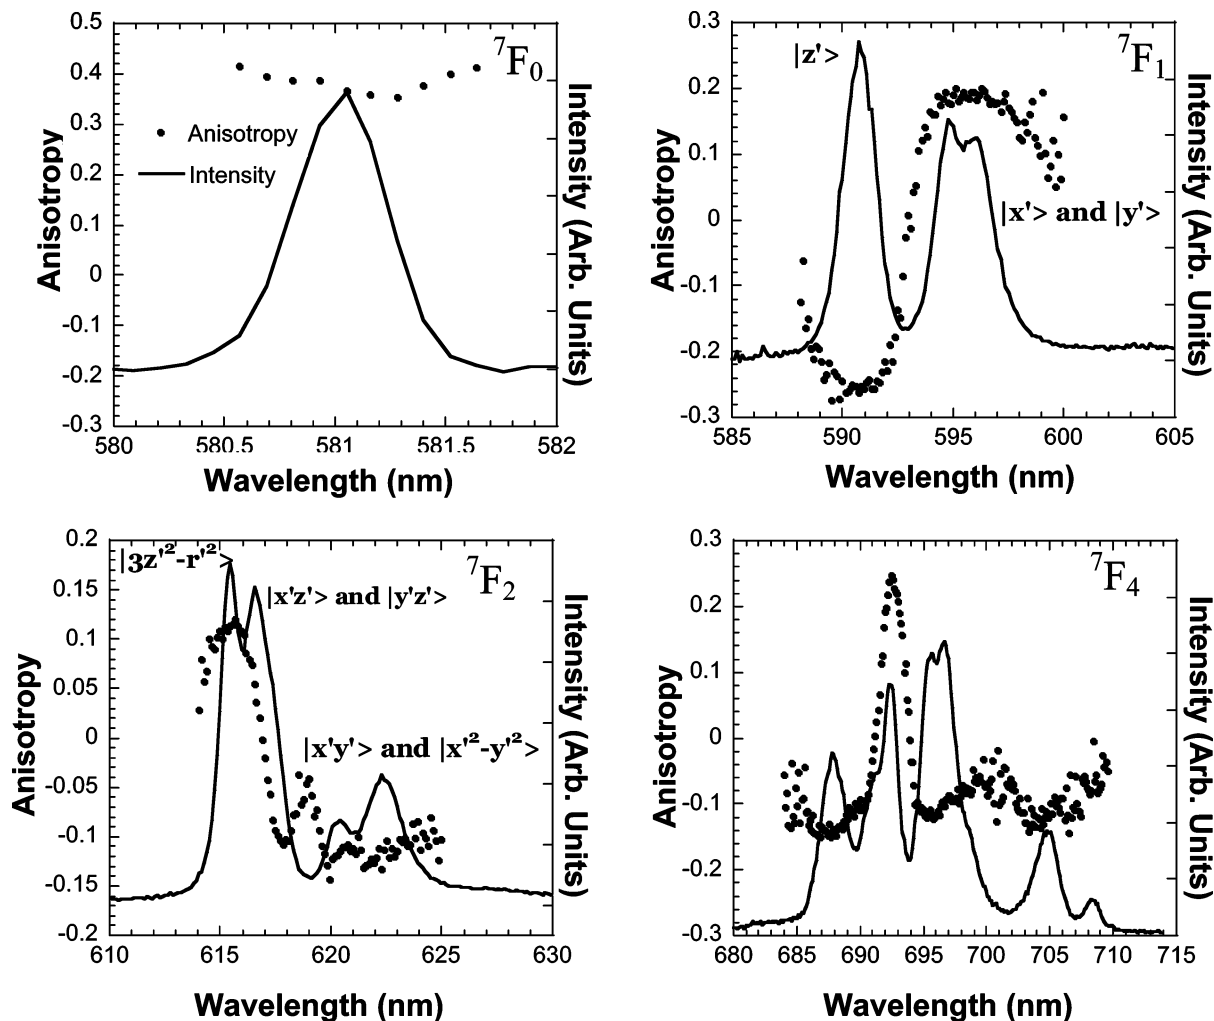 0.5
0.4
0.3
0.2
0.1
0
-0.1
-0.2
-0.3
Anisotropy
⁷F₀
Anisotropy
Intensity
Intensity (Arb. Units)
580 580.5 581 581.5 582
Wavelength (nm)
0.3
0.2
0.1
0
-0.1
-0.2
-0.3
Anisotropy
|z'>
⁷F₁
|x'> and |y'>
Intensity (Arb. Units)
585 590 595 600 605
Wavelength (nm)
0.2
0.15
0.1
0.05
0
-0.05
-0.1
-0.15
-0.2
Anisotropy
|3z'²-r'²>
⁷F₂
|x'z'> and |y'z'>
|x'y'> and |x'²-y'²>
Intensity (Arb. Units)
610 615 620 625 630
Wavelength (nm)
0.3
0.2
0.1
0
-0.1
-0.2
-0.3
Anisotropy
⁷F₄
Intensity (Arb. Units)
680 685 690 695 700 705 710 715
Wavelength (nm)